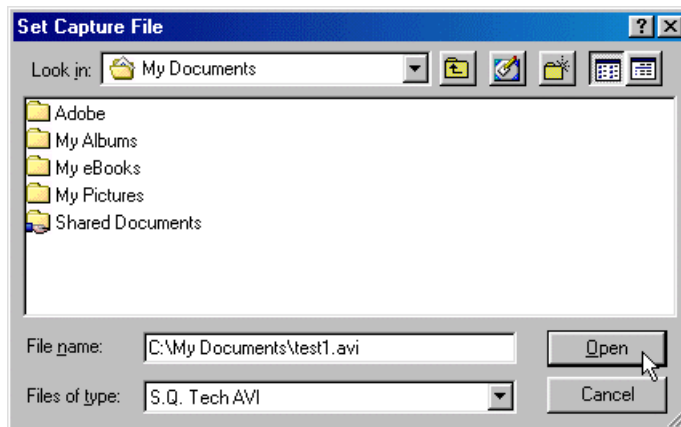 Set Capture File
Look in: My Documents
Adobe
My Albums
My eBooks
My Pictures
Shared Documents
File name: C:\My Documents\test1.avi Open
Files of type: S.Q. Tech AVI Cancel